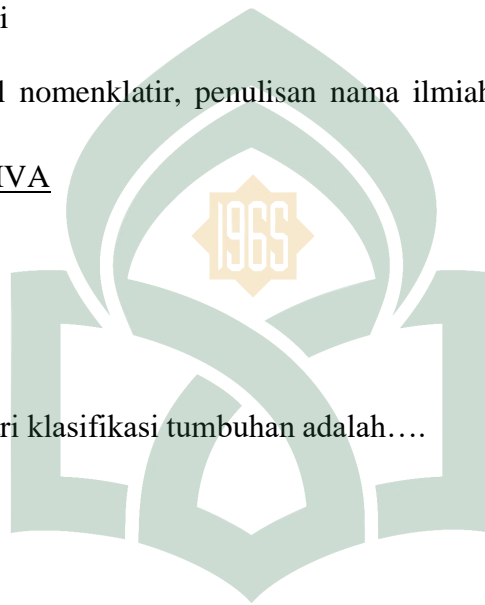 i
l nomenklatir, penulisan nama ilmiah
IVA
1965
ri klasifikasi tumbuhan adalah….